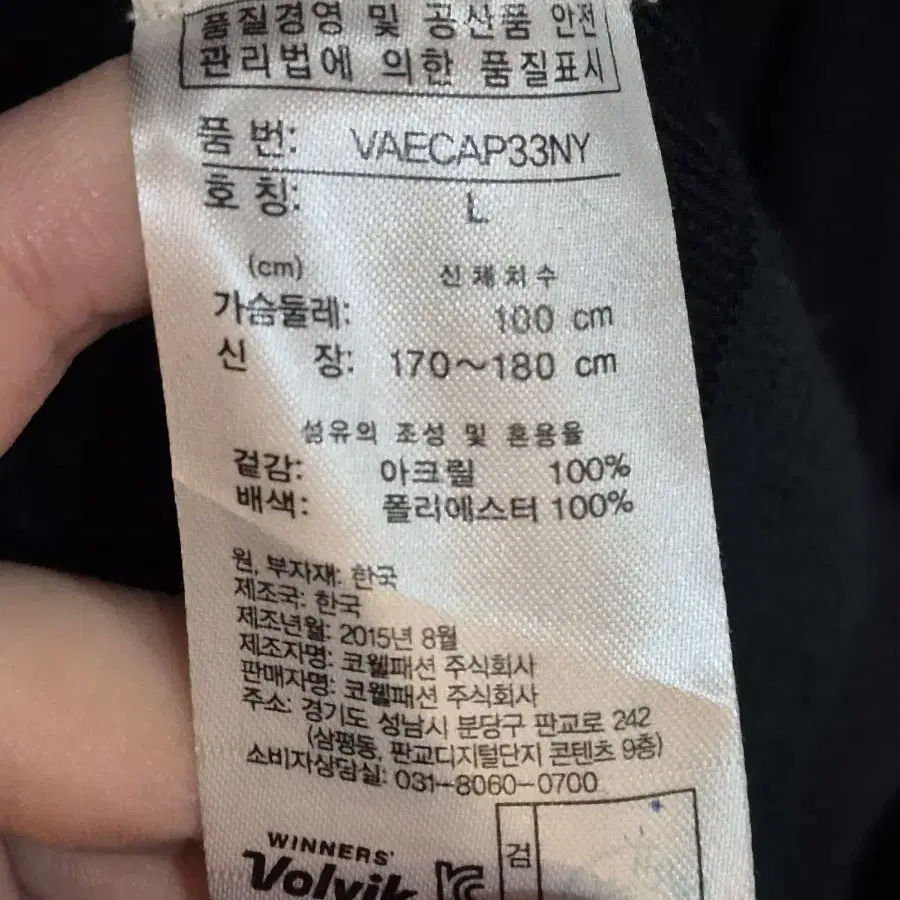 품질경영 및 공산품 안전
관리법에 의한 품질표시
품 번: VAECAP33NY
호 칭: L
(cm) 신체치수
가슴둘레: 100 cm
신 장: 170~180 cm
섬유의 조성 및 혼용율
겉감: 아크릴 100%
배색: 폴리에스터 100%
원, 부자재: 한국
제조국: 한국
제조년월: 2015년 8월
제조자명: 코웰패션 주식회사
판매자명: 코웰패션 주식회사
주소: 경기도 성남시 분당구 판교로 242
(삼평동, 판교디지털단지 콘텐츠 9층)
소비자상담실: 031-8060-0700
WINNERS'
Volvik
검